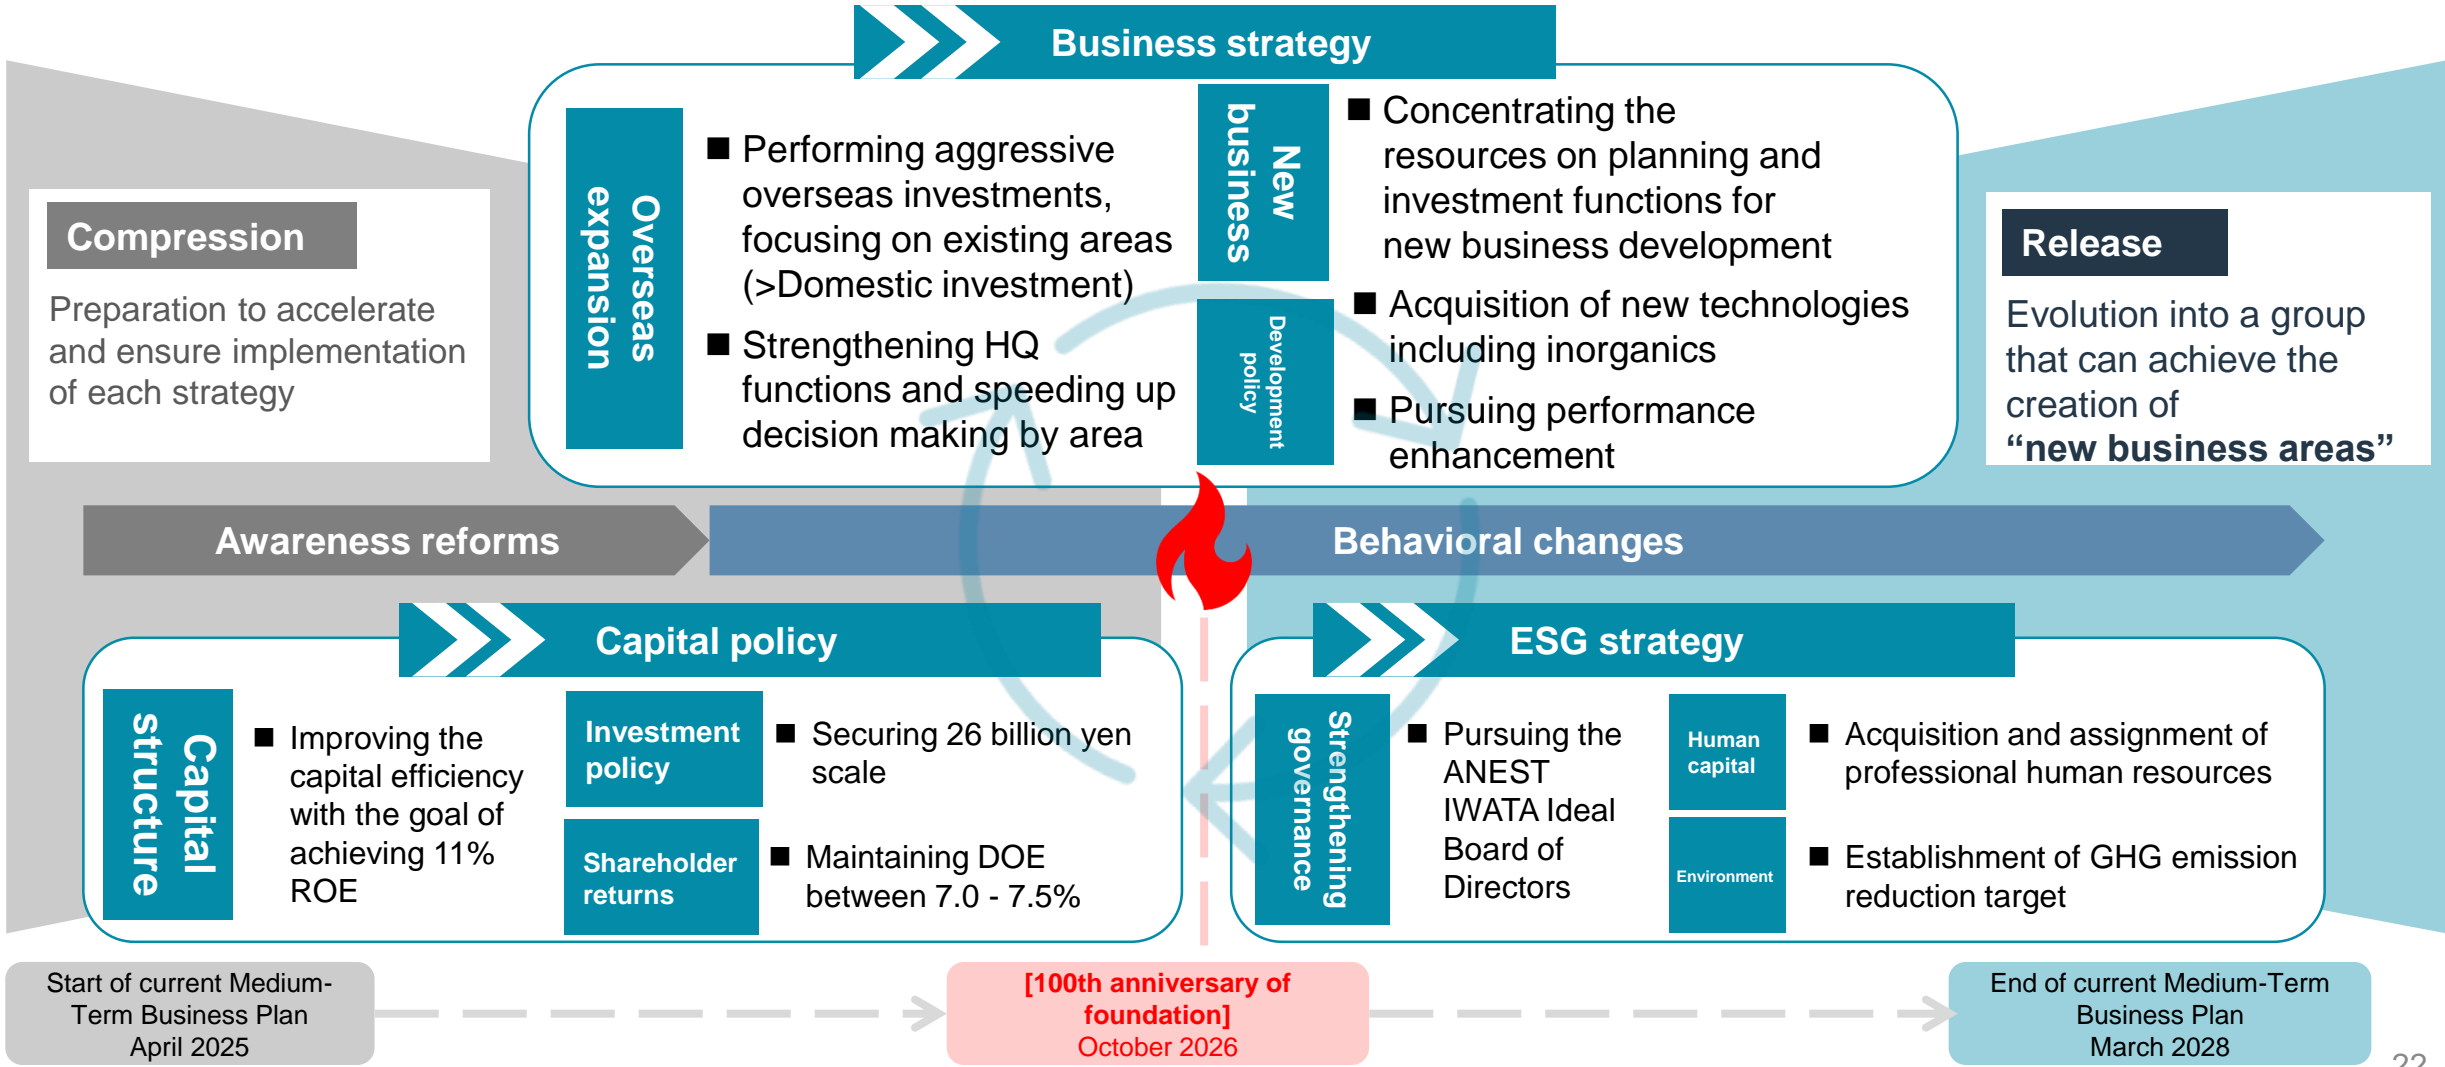 Business strategy
Overseas
expansion
■ Performing aggressive
overseas investments,
focusing on existing areas
(>Domestic investment)
■ Strengthening HQ
functions and speeding up
decision making by area
New
business
■ Concentrating the
resources on planning and
investment functions for
new business development
Development
policy
■ Acquisition of new technologies
including inorganics
■ Pursuing performance
enhancement
Compression
Preparation to accelerate
and ensure implementation
of each strategy
Release
Evolution into a group
that can achieve the
creation of
“new business areas”
Awareness reforms
Behavioral changes
Capital policy
Capital
structure
■ Improving the
capital efficiency
with the goal of
achieving 11%
ROE
Investment
policy
■ Securing 26 billion yen
scale
Shareholder
returns
■ Maintaining DOE
between 7.0 - 7.5%
ESG strategy
Strengthening
governance
■ Pursuing the
ANEST
IWATA Ideal
Board of
Directors
Human
capital
■ Acquisition and assignment of
professional human resources
Environment
■ Establishment of GHG emission
reduction target
Start of current Medium-
Term Business Plan
April 2025
[100th anniversary of
foundation]
October 2026
End of current Medium-Term
Business Plan
March 2028
22